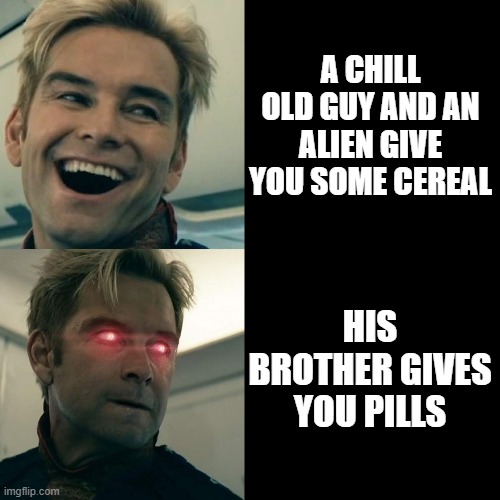 A CHILL
OLD GUY AND AN
ALIEN GIVE
YOU SOME CEREAL
HIS
BROTHER GIVES
YOU PILLS
imgflip.com